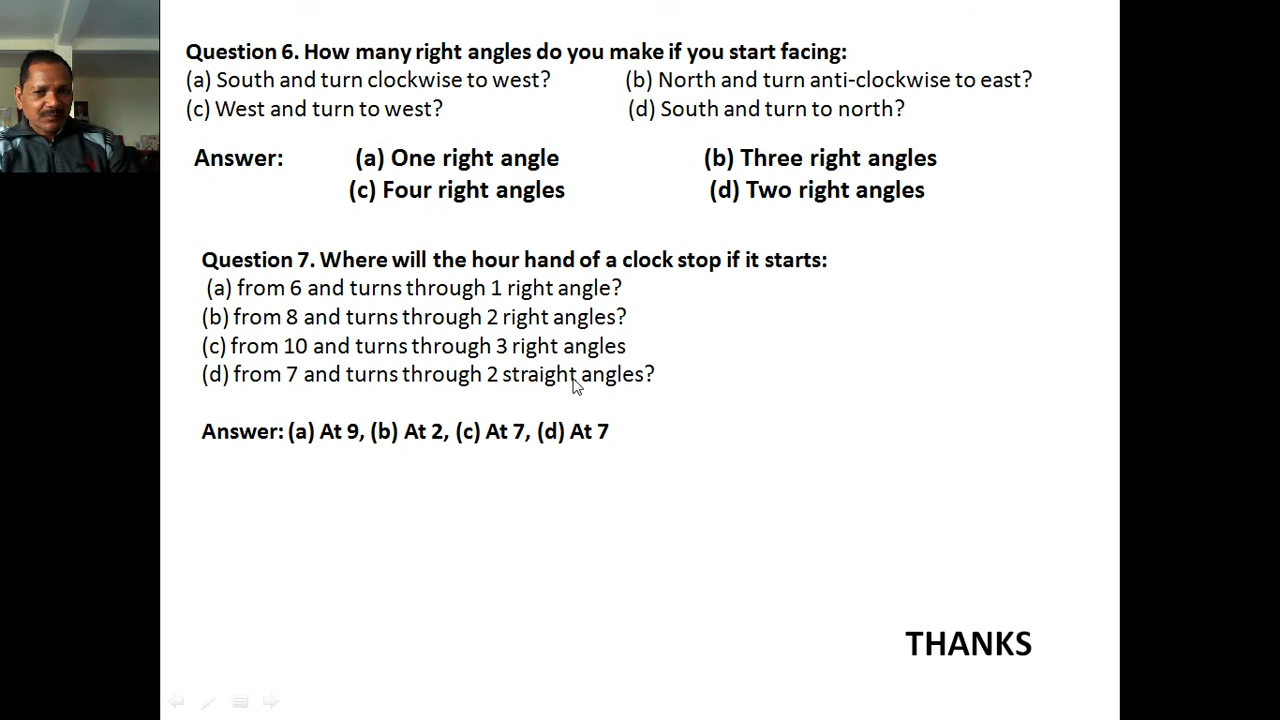 Question 6. How many right angles do you make if you start facing:
(a) South and turn clockwise to west? (b) North and turn anti-clockwise to east?
(c) West and turn to west? (d) South and turn to north?
Answer: (a) One right angle (b) Three right angles
(c) Four right angles (d) Two right angles
Question 7. Where will the hour hand of a clock stop if it starts:
(a) from 6 and turns through 1 right angle?
(b) from 8 and turns through 2 right angles?
(c) from 10 and turns through 3 right angles
(d) from 7 and turns through 2 straight angles?
Answer: (a) At 9, (b) At 2, (c) At 7, (d) At 7
THANKS